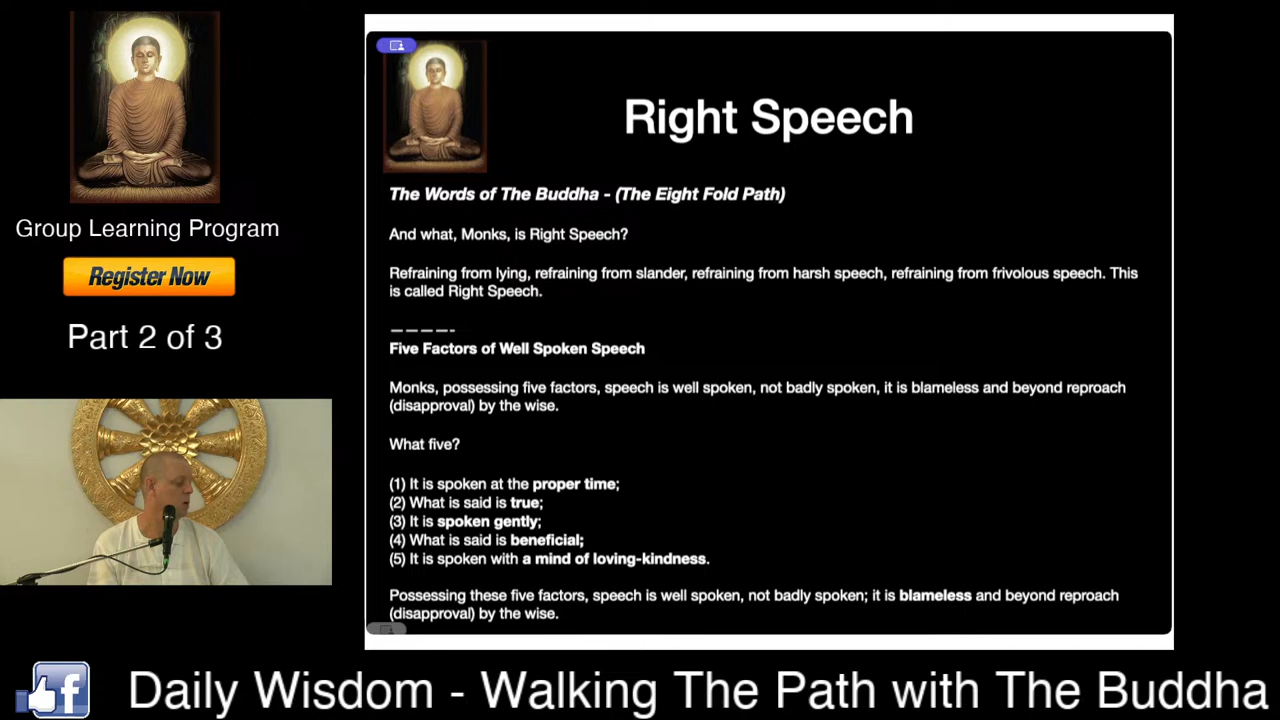 Group Learning Program
Register Now
Part 2 of 3
Right Speech
The Words of The Buddha - (The Eight Fold Path)
And what, Monks, is Right Speech?
Refraining from lying, refraining from slander, refraining from harsh speech, refraining from frivolous speech. This
is called Right Speech.
— — — — -
Five Factors of Well Spoken Speech
Monks, possessing five factors, speech is well spoken, not badly spoken, it is blameless and beyond reproach
(disapproval) by the wise.
What five?
(1) It is spoken at the proper time;
(2) What is said is true;
(3) It is spoken gently;
(4) What is said is beneficial;
(5) It is spoken with a mind of loving-kindness.
Possessing these five factors, speech is well spoken, not badly spoken; it is blameless and beyond reproach
(disapproval) by the wise.
f
Daily Wisdom - Walking The Path with The Buddha